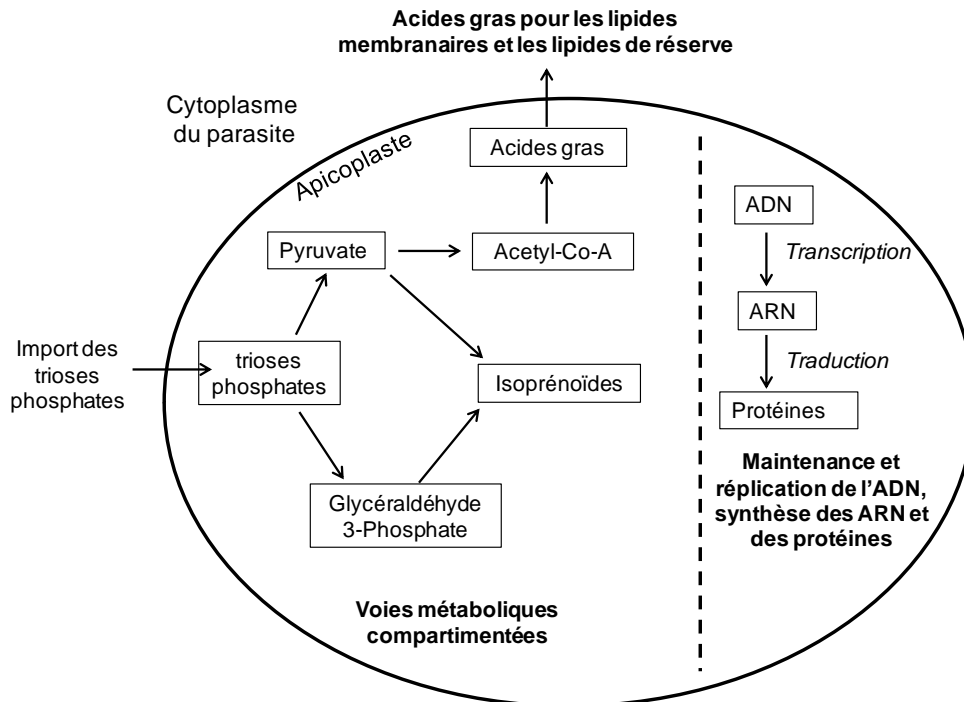 Acides gras pour les lipides
membranaires et les lipides de réserve
Cytoplasme
du parasite
Apicoplaste
Acides gras
ADN
Pyruvate
Acetyl-Co-A
Transcription
ARN
Import des
trioses
phosphates
trioses
phosphates
Isoprénoïdes
Traduction
Protéines
Glycéraldéhyde
3-Phosphate
Maintenance et
réplication de l'ADN,
synthèse des ARN et
des protéines
Voies métaboliques
compartimentées